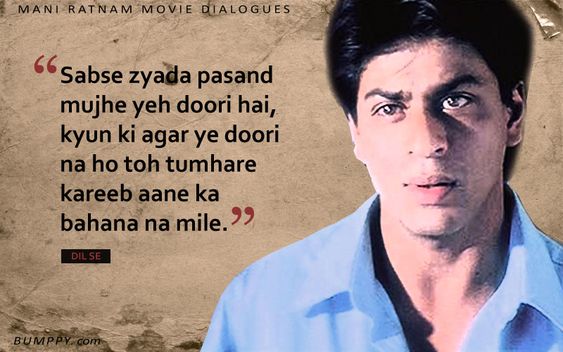 MANI RATNAM MOVIE DIALOGUES
“Sabse zyada pasand
mujhe yeh doori hai,
kyun ki agar ye doori
na ho toh tumhare
kareeb aane ka
bahana na mile.”
DIL SE
BUMPPY.com